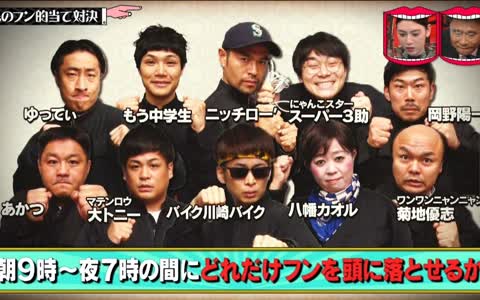 のフン的当て対決
ゆってぃ
もう中学生
ニッチロー'
にゃんこスター
スーパー3助
岡野陽一
あかつ
マテンロウ
大トニー
バイク川崎バイク
八幡カオル
ワンワンニャンニャン
菊地優志
朝9時～夜7時の間にどれだけフンを頭に落とせるか